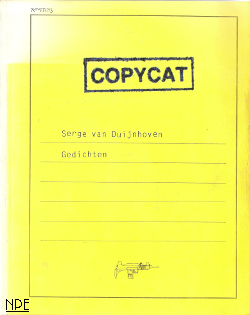 COPYCAT
Serge van Duijnhoven
Gedichten
NPE